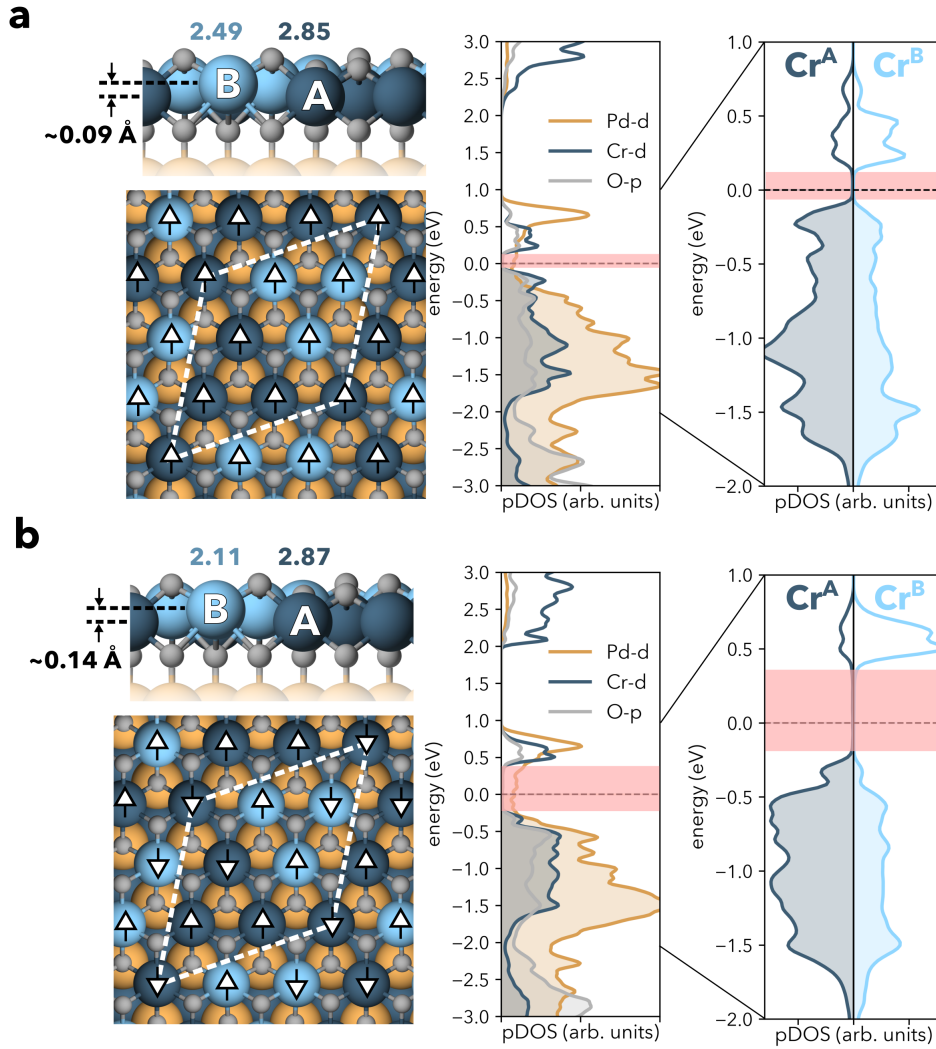 a
2.49 2.85
B A
~0.09 Å
3.0
2.5
2.0
1.5
1.0
0.5
0.0
−0.5
−1.0
−1.5
−2.0
−2.5
−3.0
energy (eV)
Pd-d
Cr-d
O-p
pDOS (arb. units)
1.0
0.5
0.0
−0.5
−1.0
−1.5
−2.0
energy (eV)
CrA CrB
pDOS (arb. units)
b
2.11 2.87
B A
~0.14 Å
3.0
2.5
2.0
1.5
1.0
0.5
0.0
−0.5
−1.0
−1.5
−2.0
−2.5
−3.0
energy (eV)
Pd-d
Cr-d
O-p
pDOS (arb. units)
1.0
0.5
0.0
−0.5
−1.0
−1.5
−2.0
energy (eV)
CrA CrB
pDOS (arb. units)